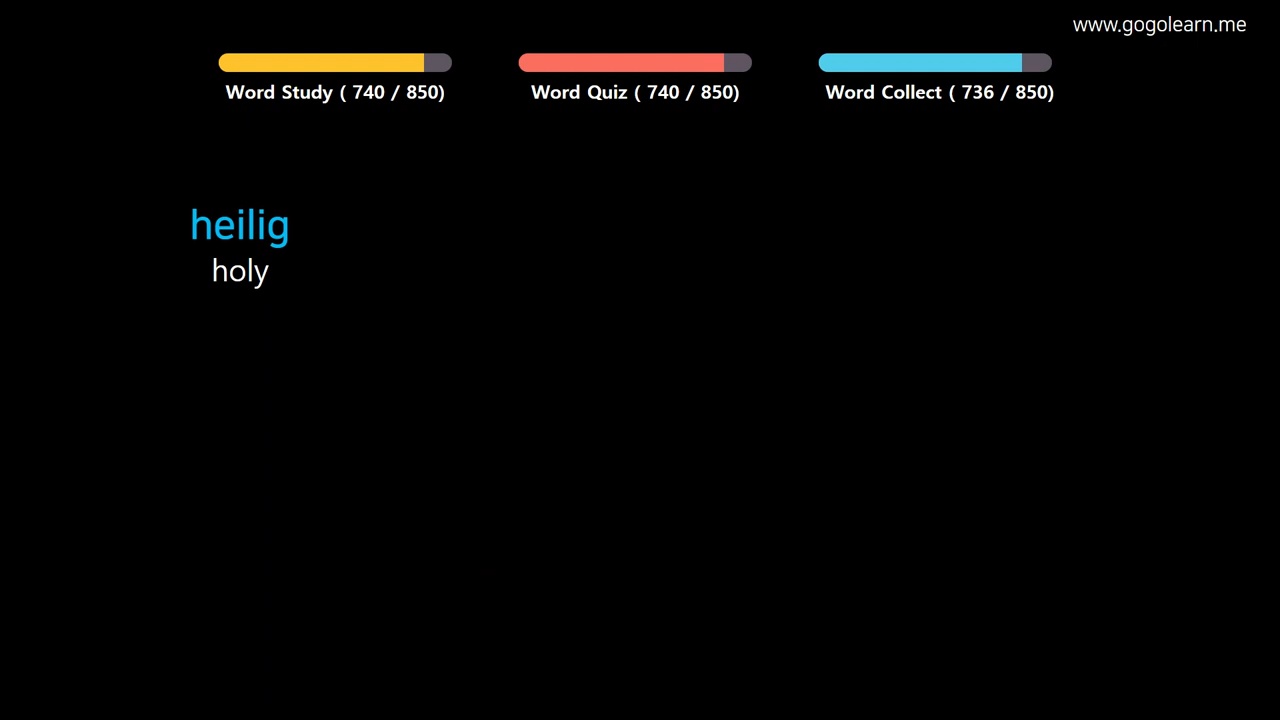 www.gogolearn.me
Word Study ( 740 / 850)
Word Quiz ( 740 / 850)
Word Collect ( 736 / 850)
heilig
holy